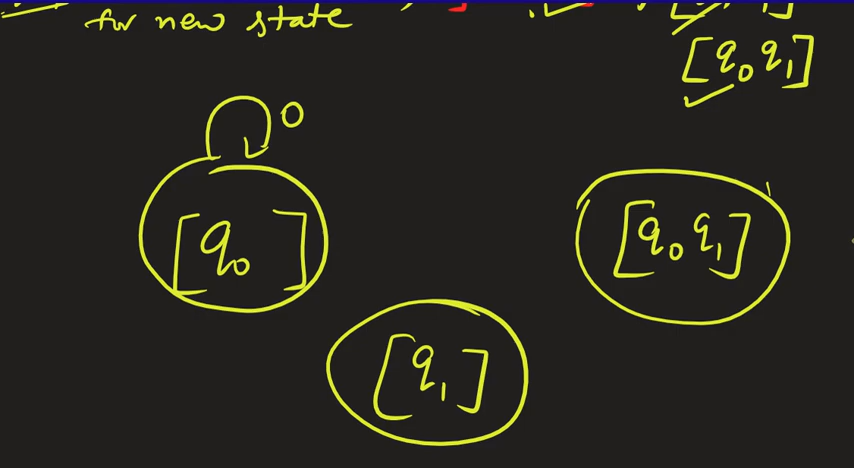 for new state
[q₀q₁]
0
[q₀]
[q₀q₁]
[q₁]